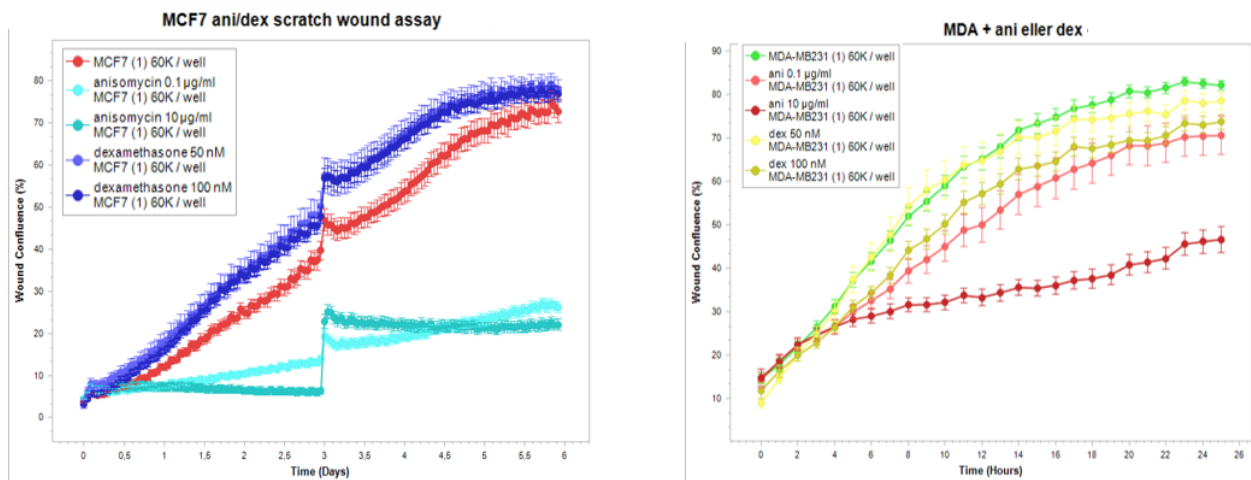 MCF7 ani/dex scratch wound assay
MCF7 (1) 60K / well
anisomycin 0.1 µg/ml
MCF7 (1) 60K / well
anisomycin 10 µg/ml
MCF7 (1) 60K / well
dexamethasone 50 nM
MCF7 (1) 60K / well
dexamethasone 100 nM
MCF7 (1) 60K / well
Wound Confluence (%)
80
70
60
50
40
30
20
10
0
0 0,5 1 1,5 2 2,5 3 3,5 4 4,5 5 5,5 6
Time (Days)
MDA + ani eller dex
MDA-MB231 (1) 60K / well
ani 0.1 µg/ml
MDA-MB231 (1) 60K / well
ani 10 µg/ml
MDA-MB231 (1) 60K / well
dex 50 nM
MDA-MB231 (1) 60K / well
dex 100 nM
MDA-MB231 (1) 60K / well
Wound Confluence (%)
90
80
70
60
50
40
30
20
10
0 2 4 6 8 10 12 14 16 18 20 22 24 26
Time (Hours)